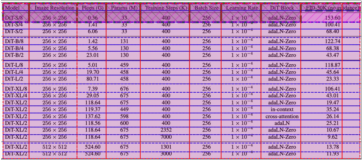 Model Image Resolution Flops (G) Params (M) Training Steps (K) Batch Size Learning Rate DiT Block FID-50K (no guidance)
DiT-S/8 256 × 256 0.36 33 400 256 1 × 10⁻⁴ adaLN-Zero 153.60
DiT-S/4 256 × 256 1.41 33 400 256 1 × 10⁻⁴ adaLN-Zero 100.41
DiT-S/2 256 × 256 6.06 33 400 256 1 × 10⁻⁴ adaLN-Zero 68.40
DiT-B/8 256 × 256 1.42 131 400 256 1 × 10⁻⁴ adaLN-Zero 122.74
DiT-B/4 256 × 256 5.56 130 400 256 1 × 10⁻⁴ adaLN-Zero 68.38
DiT-B/2 256 × 256 23.01 130 400 256 1 × 10⁻⁴ adaLN-Zero 43.47
DiT-L/8 256 × 256 5.01 459 400 256 1 × 10⁻⁴ adaLN-Zero 118.87
DiT-L/4 256 × 256 19.70 458 400 256 1 × 10⁻⁴ adaLN-Zero 45.64
DiT-L/2 256 × 256 80.71 458 400 256 1 × 10⁻⁴ adaLN-Zero 23.33
DiT-XL/8 256 × 256 7.39 676 400 256 1 × 10⁻⁴ adaLN-Zero 106.41
DiT-XL/4 256 × 256 29.05 675 400 256 1 × 10⁻⁴ adaLN-Zero 43.01
DiT-XL/2 256 × 256 118.64 675 400 256 1 × 10⁻⁴ adaLN-Zero 19.47
DiT-XL/2 256 × 256 119.37 449 400 256 1 × 10⁻⁴ in-context 35.24
DiT-XL/2 256 × 256 137.62 598 400 256 1 × 10⁻⁴ cross-attention 26.14
DiT-XL/2 256 × 256 118.56 600 400 256 1 × 10⁻⁴ adaLN 25.21
DiT-XL/2 256 × 256 118.64 675 2352 256 1 × 10⁻⁴ adaLN-Zero 10.67
DiT-XL/2 256 × 256 118.64 675 7000 256 1 × 10⁻⁴ adaLN-Zero 9.62
DiT-XL/2 512 × 512 524.60 675 1301 256 1 × 10⁻⁴ adaLN-Zero 13.78
DiT-XL/2 512 × 512 524.60 675 3000 256 1 × 10⁻⁴ adaLN-Zero 11.93